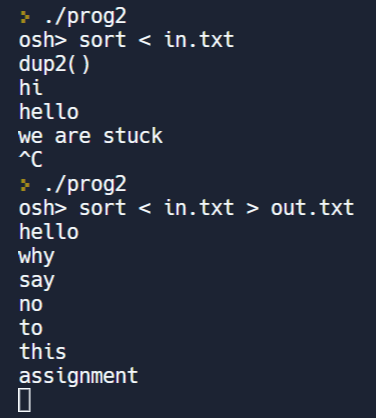 > ./prog2
osh> sort < in.txt
dup2()
hi
hello
we are stuck
^C
> ./prog2
osh> sort < in.txt > out.txt
hello
why
say
no
to
this
assignment